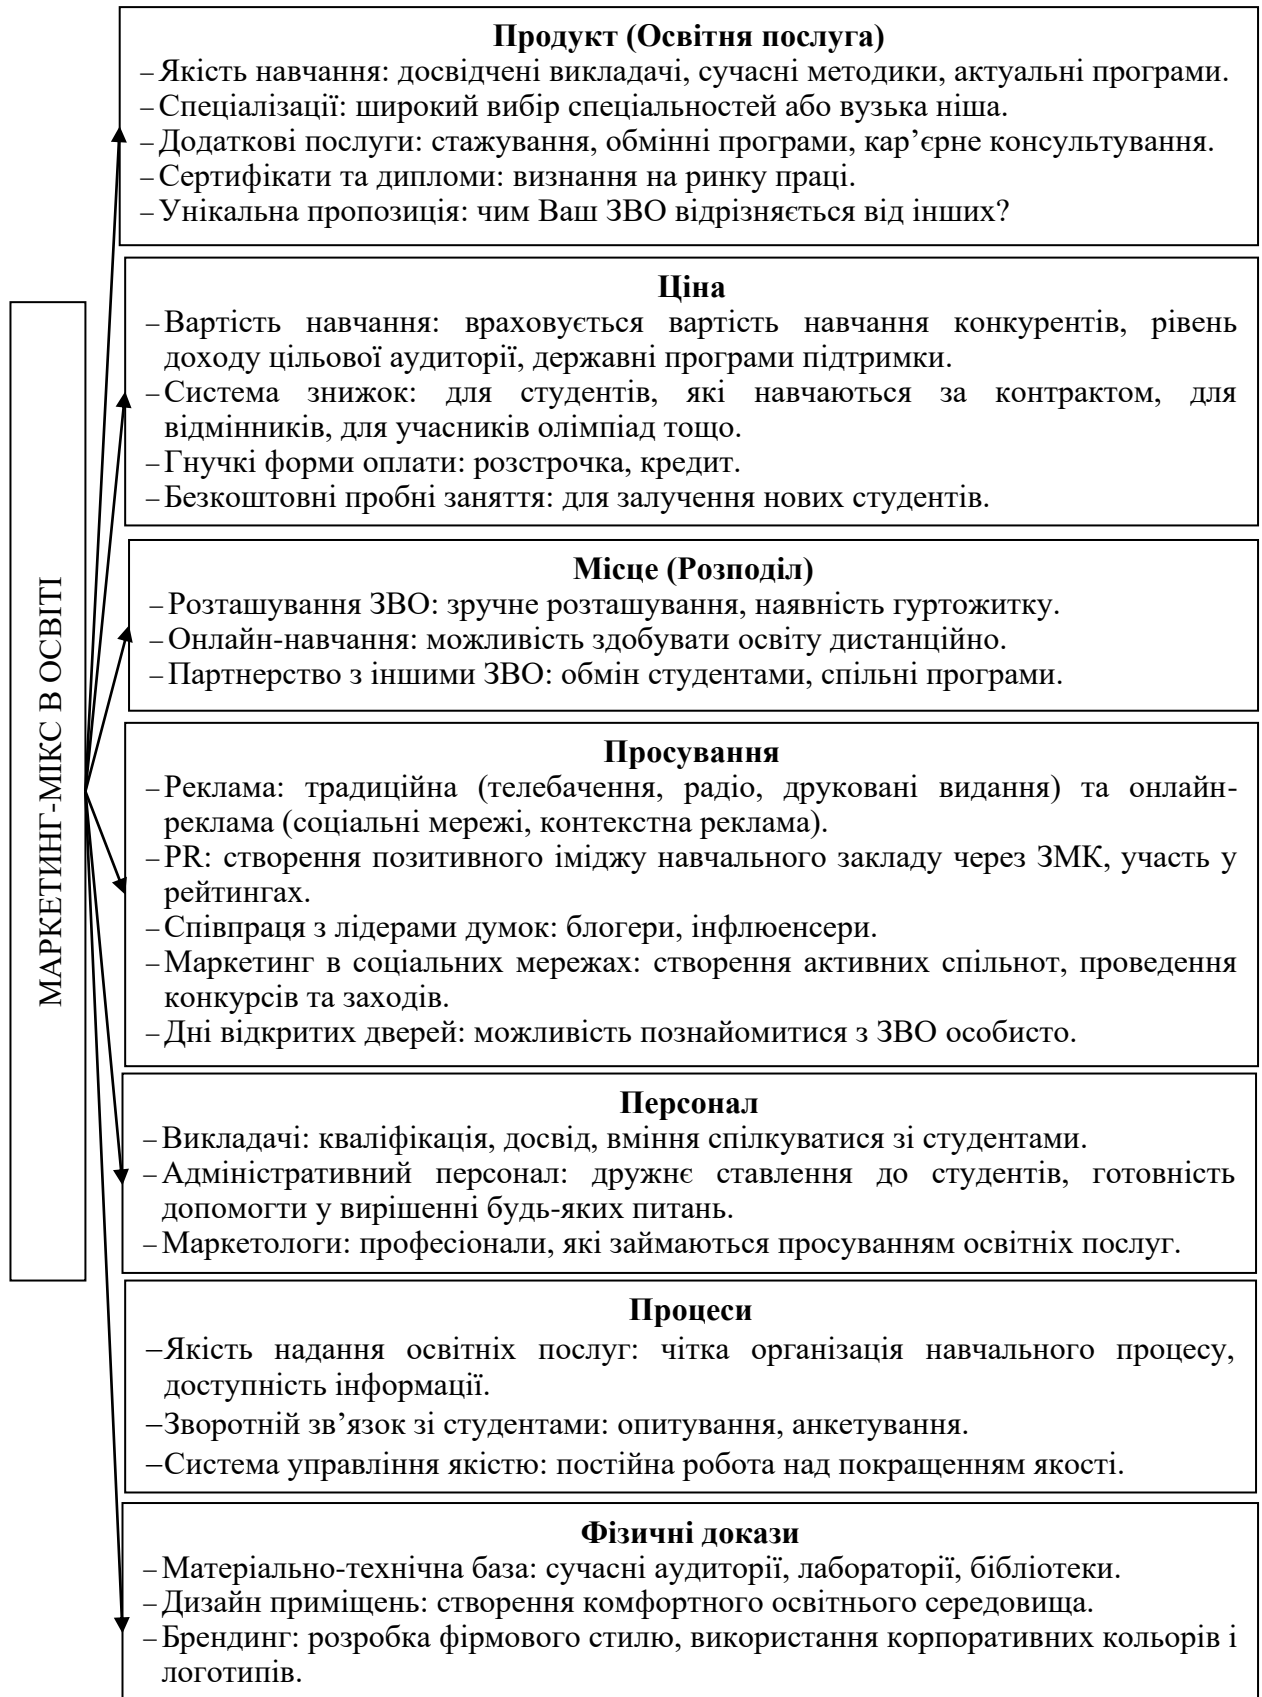 Продукт (Освітня послуга)
– Якість навчання: досвідчені викладачі, сучасні методики, актуальні програми.
– Спеціалізації: широкий вибір спеціальностей або вузька ніша.
– Додаткові послуги: стажування, обмінні програми, кар’єрне консультування.
– Сертифікати та дипломи: визнання на ринку праці.
– Унікальна пропозиція: чим Ваш ЗВО відрізняється від інших?
МАРКЕТИНГ-МІКС В ОСВІТІ
Ціна
– Вартість навчання: враховується вартість навчання конкурентів, рівень
доходу цільової аудиторії, державні програми підтримки.
– Система знижок: для студентів, які навчаються за контрактом, для
відмінників, для учасників олімпіад тощо.
– Гнучкі форми оплати: розстрочка, кредит.
– Безкоштовні пробні заняття: для залучення нових студентів.
Місце (Розподіл)
– Розташування ЗВО: зручне розташування, наявність гуртожитку.
– Онлайн-навчання: можливість здобувати освіту дистанційно.
– Партнерство з іншими ЗВО: обмін студентами, спільні програми.
Просування
– Реклама: традиційна (телебачення, радіо, друковані видання) та онлайн-
реклама (соціальні мережі, контекстна реклама).
– PR: створення позитивного іміджу навчального закладу через ЗМК, участь у
рейтингах.
– Співпраця з лідерами думок: блогери, інфлюенсери.
– Маркетинг в соціальних мережах: створення активних спільнот, проведення
конкурсів та заходів.
– Дні відкритих дверей: можливість познайомитися з ЗВО особисто.
Персонал
– Викладачі: кваліфікація, досвід, вміння спілкуватися зі студентами.
– Адміністративний персонал: дружнє ставлення до студентів, готовність
допомогти у вирішенні будь-яких питань.
– Маркетологи: професіонали, які займаються просуванням освітніх послуг.
Процеси
– Якість надання освітніх послуг: чітка організація навчального процесу,
доступність інформації.
– Зворотній зв’язок зі студентами: опитування, анкетування.
– Система управління якістю: постійна робота над покращенням якості.
Фізичні докази
– Матеріально-технічна база: сучасні аудиторії, лабораторії, бібліотеки.
– Дизайн приміщень: створення комфортного освітнього середовища.
– Брендинг: розробка фірмового стилю, використання корпоративних кольорів і
логотипів.